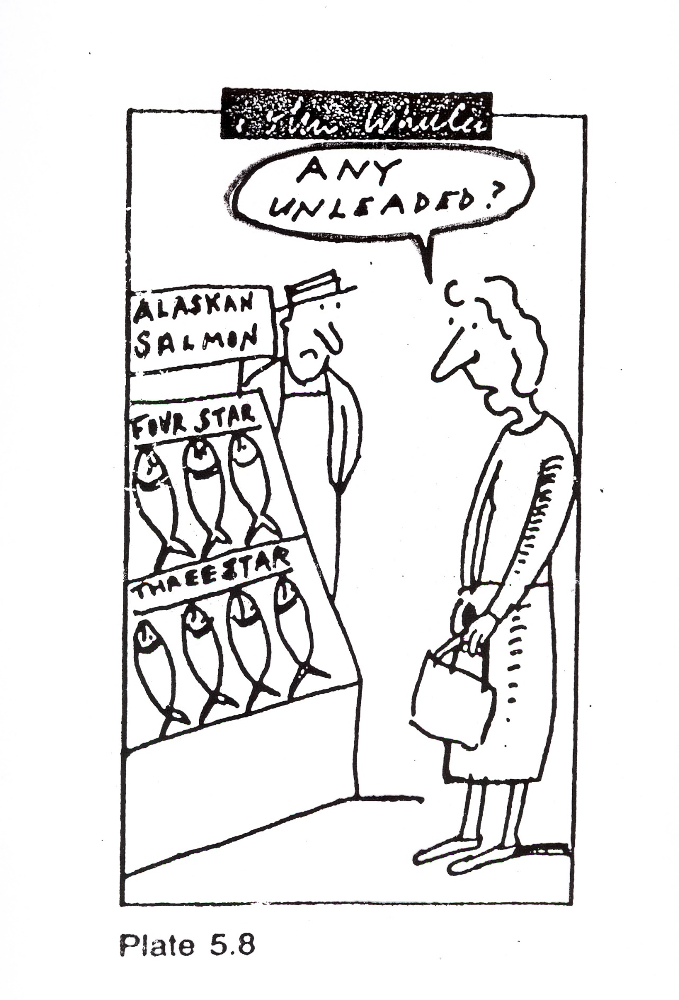 ANY
UNLEADED?
ALASKAN
SALMON
FOUR STAR
THREE STAR
Plate 5.8